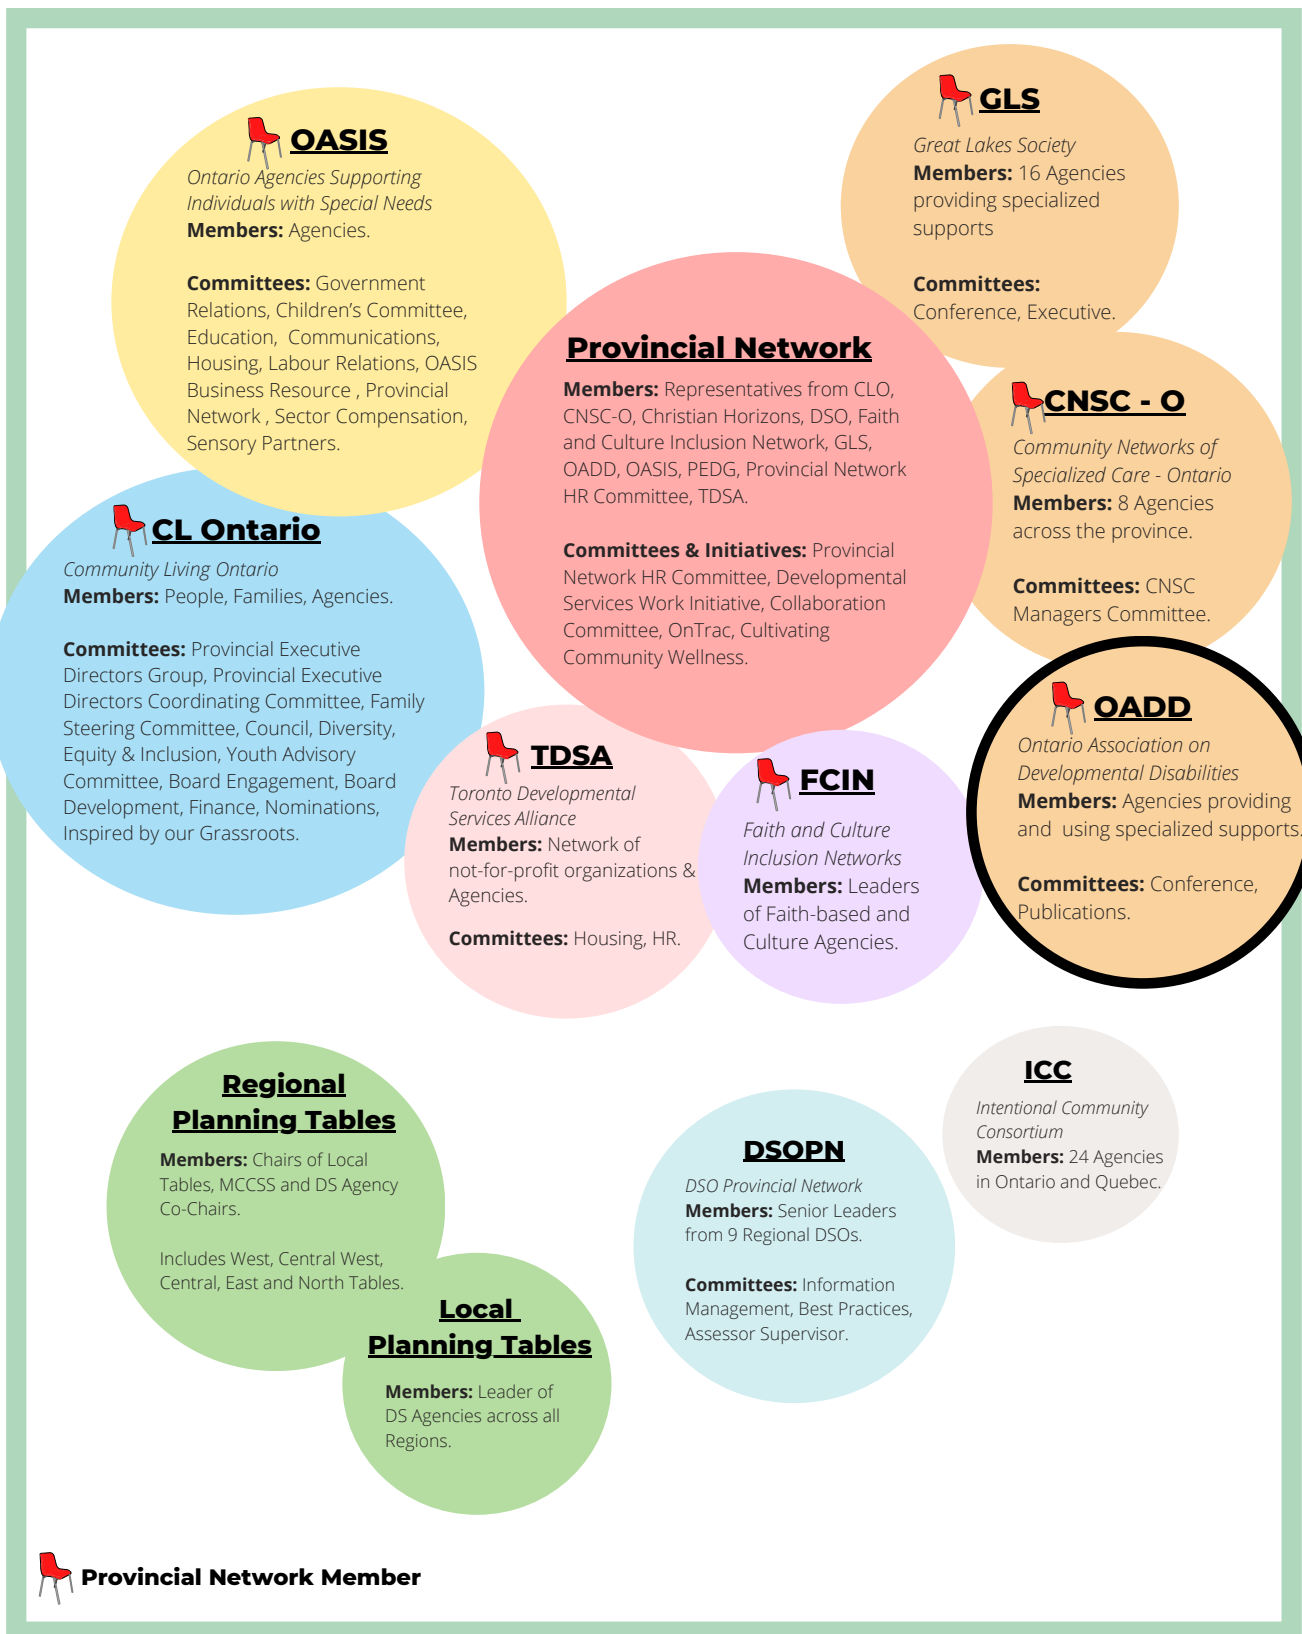 OASIS
Ontario Agencies Supporting
Individuals with Special Needs
Members: Agencies.
Committees: Government
Relations, Children’s Committee,
Education, Communications,
Housing, Labour Relations, OASIS
Business Resource , Provincial
Network , Sector Compensation,
Sensory Partners.
GLS
Great Lakes Society
Members: 16 Agencies
providing specialized
supports
Committees:
Conference, Executive.
Provincial Network
Members: Representatives from CLO,
CNSC-O, Christian Horizons, DSO, Faith
and Culture Inclusion Network, GLS,
OADD, OASIS, PEDG, Provincial Network
HR Committee, TDSA.
Committees & Initiatives: Provincial
Network HR Committee, Developmental
Services Work Initiative, Collaboration
Committee, OnTrac, Cultivating
Community Wellness.
CNSC - O
Community Networks of
Specialized Care - Ontario
Members: 8 Agencies
across the province.
Committees: CNSC
Managers Committee.
CL Ontario
Community Living Ontario
Members: People, Families, Agencies.
Committees: Provincial Executive
Directors Group, Provincial Executive
Directors Coordinating Committee, Family
Steering Committee, Council, Diversity,
Equity & Inclusion, Youth Advisory
Committee, Board Engagement, Board
Development, Finance, Nominations,
Inspired by our Grassroots.
TDSA
Toronto Developmental
Services Alliance
Members: Network of
not-for-profit organizations &
Agencies.
Committees: Housing, HR.
FCIN
Faith and Culture
Inclusion Networks
Members: Leaders
of Faith-based and
Culture Agencies.
OADD
Ontario Association on
Developmental Disabilities
Members: Agencies providing
and using specialized supports.
Committees: Conference,
Publications.
Regional
Planning Tables
Members: Chairs of Local
Tables, MCCSS and DS Agency
Co-Chairs.
Includes West, Central West,
Central, East and North Tables.
Local
Planning Tables
Members: Leader of
DS Agencies across all
Regions.
DSOPN
DSO Provincial Network
Members: Senior Leaders
from 9 Regional DSOs.
Committees: Information
Management, Best Practices,
Assessor Supervisor.
ICC
Intentional Community
Consortium
Members: 24 Agencies
in Ontario and Quebec.
Provincial Network Member